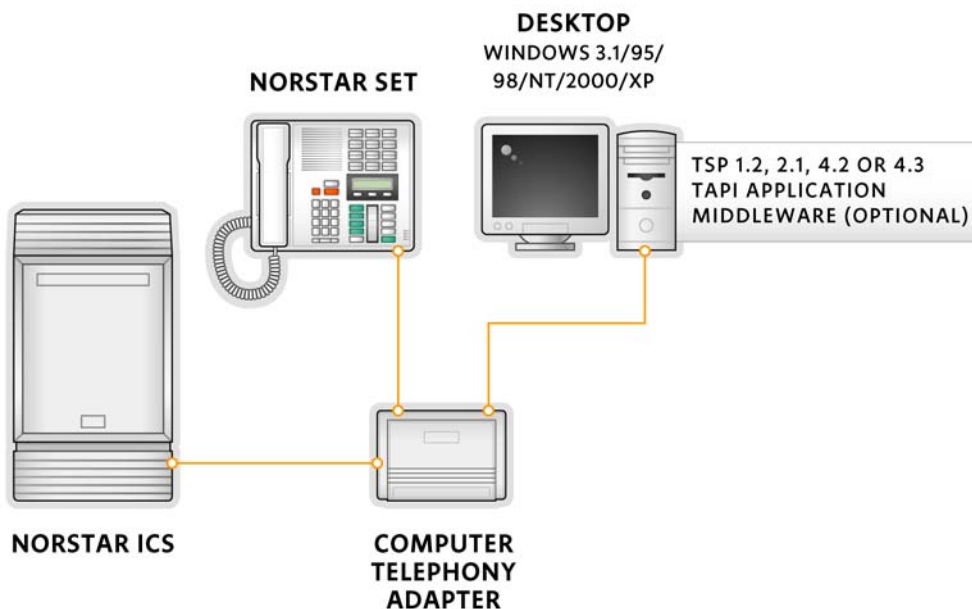 DESKTOP
WINDOWS 3.1/95/
98/NT/2000/XP
NORSTAR SET
TSP 1.2, 2.1, 4.2 OR 4.3
TAPI APPLICATION
MIDDLEWARE (OPTIONAL)
NORSTAR ICS
COMPUTER
TELEPHONY
ADAPTER